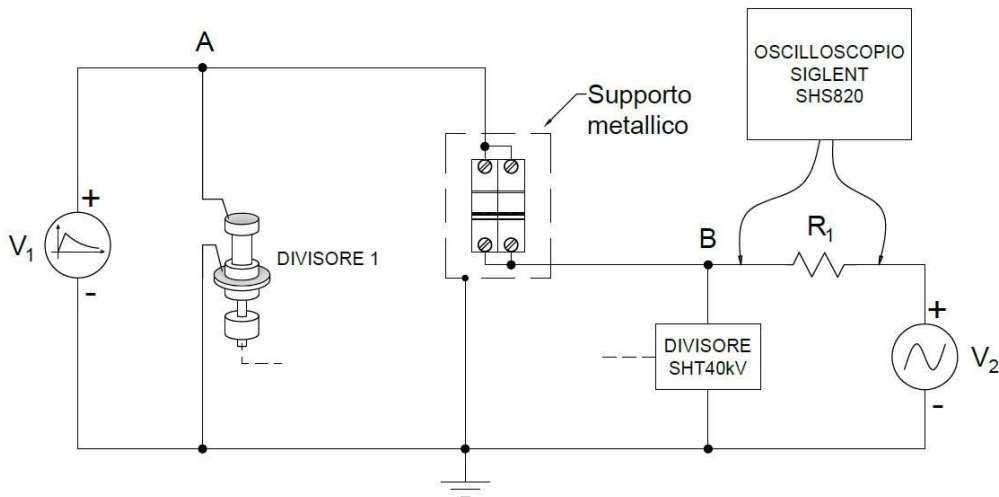 A
OSCILLOSCOPIO
SIGLENT
SHS820
Supporto
metallico
+
V1
-
DIVISORE 1
B
R1
+
V2
-
DIVISORE
SHT40kV